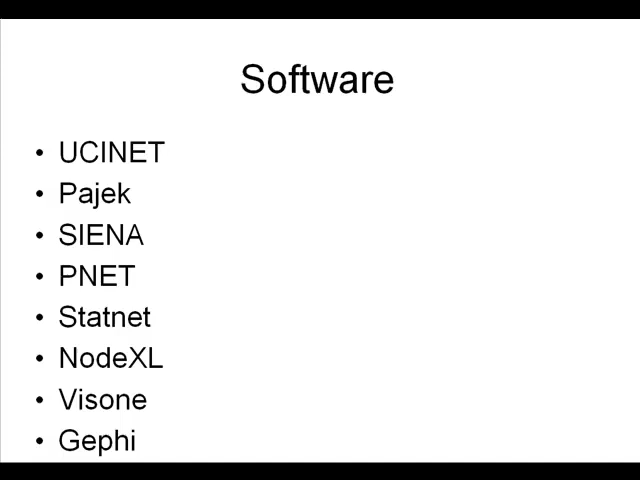 Software
• UCINET
• Pajek
• SIENA
• PNET
• Statnet
• NodeXL
• Visone
• Gephi